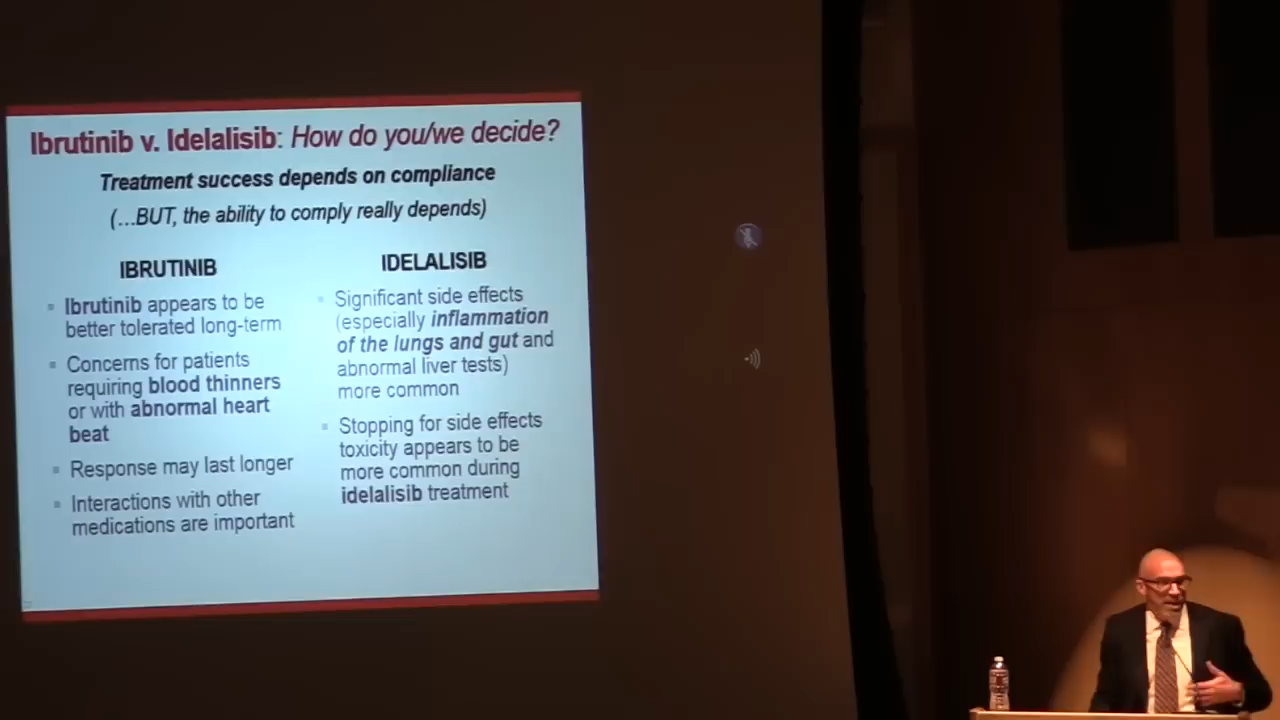 Ibrutinib v. Idelalisib: How do you/we decide?
Treatment success depends on compliance
(...BUT, the ability to comply really depends)
IBRUTINIB
Ibrutinib appears to be
better tolerated long-term
Concerns for patients
requiring blood thinners
or with abnormal heart
beat
Response may last longer
Interactions with other
medications are important
IDELALISIB
Significant side effects
(especially inflammation
of the lungs and gut and
abnormal liver tests)
more common
Stopping for side effects
toxicity appears to be
more common during
idelalisib treatment